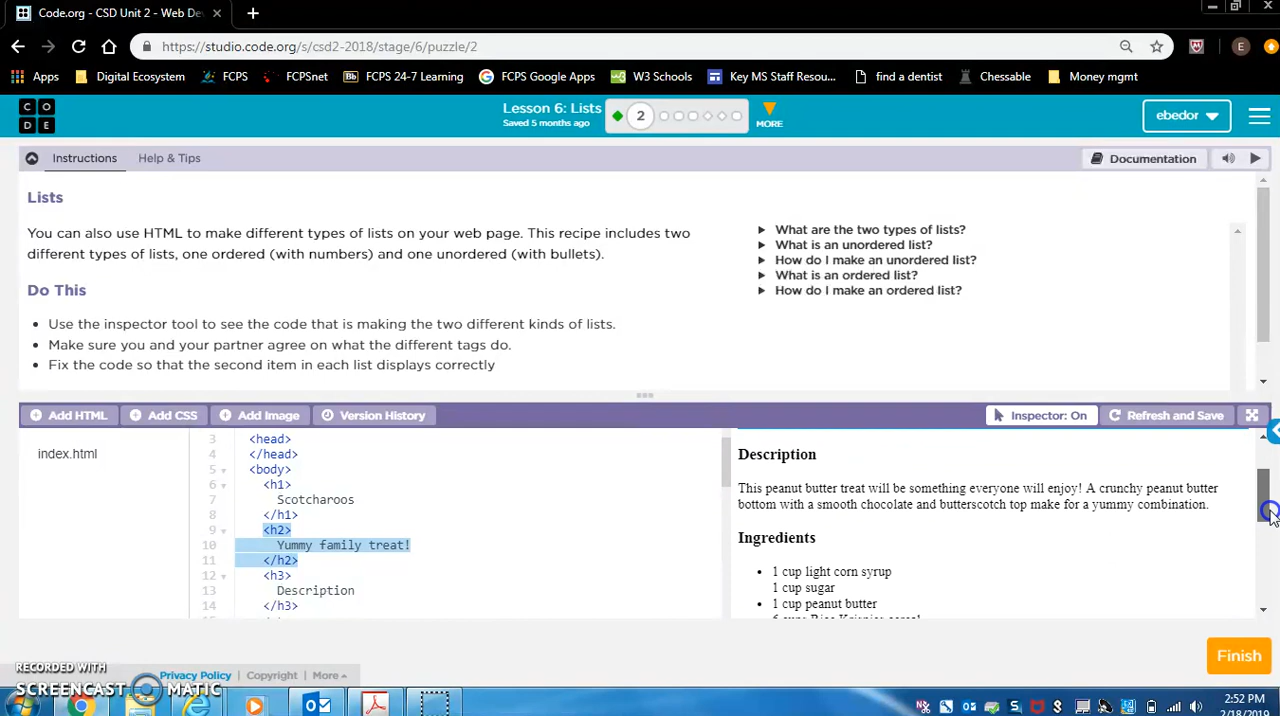 Code.org - CSD Unit 2 - Web De
https://studio.code.org/s/csd2-2018/stage/6/puzzle/2
E
Apps
Digital Ecosystem
FCPS
FCPSnet
Bb FCPS 24-7 Learning
FCPS Google Apps
W3 Schools
Key MS Staff Resou...
find a dentist
Chessable
Money mgmt
C O
D E
Lesson 6: Lists
Saved 5 months ago
2
MORE
ebedor
Instructions
Help & Tips
Documentation
Lists
You can also use HTML to make different types of lists on your web page. This recipe includes two
different types of lists, one ordered (with numbers) and one unordered (with bullets).
Do This
Use the inspector tool to see the code that is making the two different kinds of lists.
Make sure you and your partner agree on what the different tags do.
Fix the code so that the second item in each list displays correctly
What are the two types of lists?
What is an unordered list?
How do I make an unordered list?
What is an ordered list?
How do I make an ordered list?
Add HTML
Add CSS
Add Image
Version History
Inspector: On
Refresh and Save
index.html
3 <head>
4 </head>
5 <body>
6 <h1>
7 Scotcharoos
8 </h1>
9 <h2>
10 Yummy family treat!
11 </h2>
12 <h3>
13 Description
14 </h3>
Description
This peanut butter treat will be something everyone will enjoy! A crunchy peanut butter
bottom with a smooth chocolate and butterscotch top make for a yummy combination.
Ingredients
1 cup light corn syrup
1 cup sugar
1 cup peanut butter
6 cups Rice Krispies cereal
Finish
RECORDED WITH
SCREENCAST MATIC
Privacy Policy
Copyright
More
2:52 PM
2/18/2019